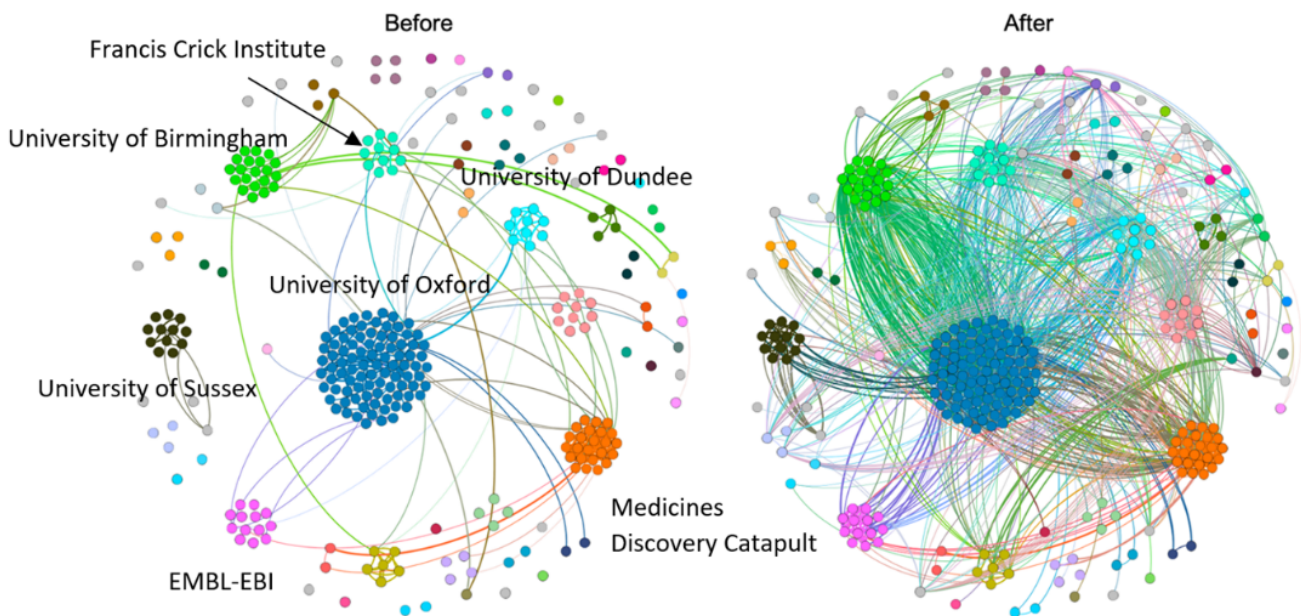 Before
After
Francis Crick Institute
University of Birmingham
University of Dundee
University of Oxford
University of Sussex
Medicines
Discovery Catapult
EMBL-EBI